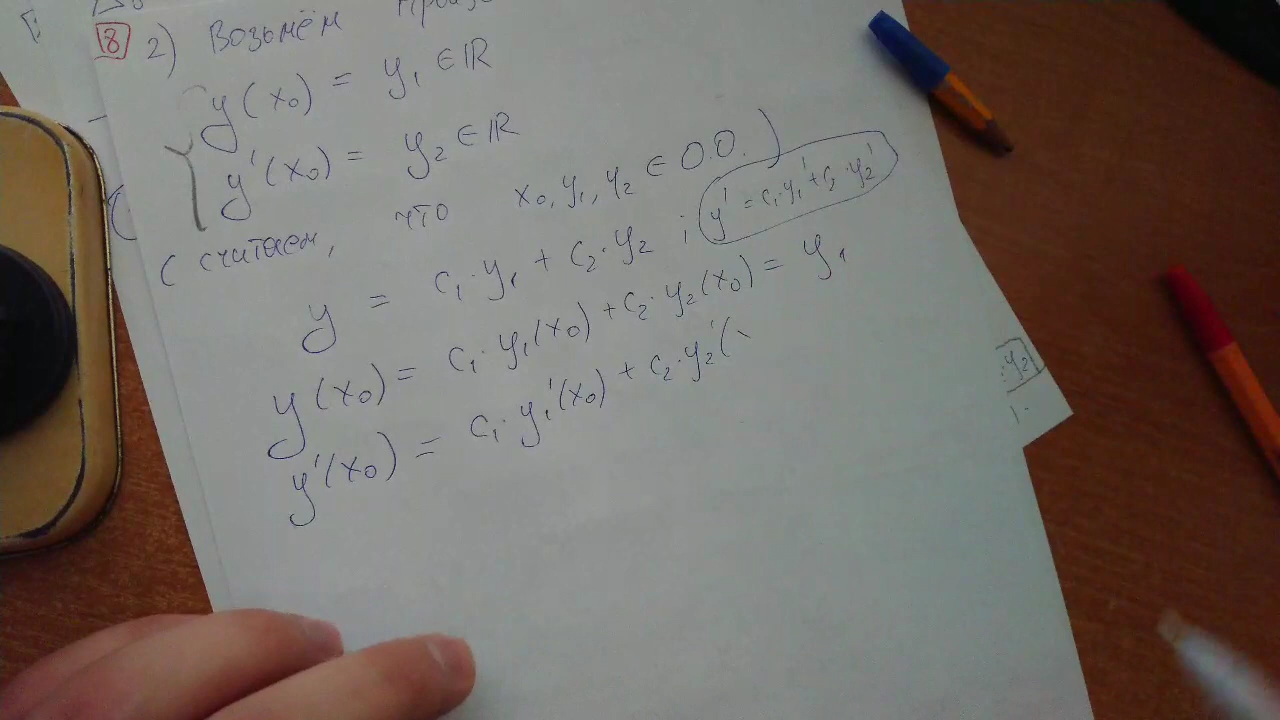 8 2) Возьмём
y(x₀) = y₁ ∈ ℝ
y'(x₀) = y₂ ∈ ℝ
(считаем, что x₀, y₁, y₂ ∈ О.О.)
y = c₁·y₁ + c₂·y₂ ; y' = c₁·y₁' + c₂·y₂'
y(x₀) = c₁·y₁(x₀) + c₂·y₂(x₀) = y₁
y'(x₀) = c₁·y₁'(x₀) + c₂·y₂'(
·y₂